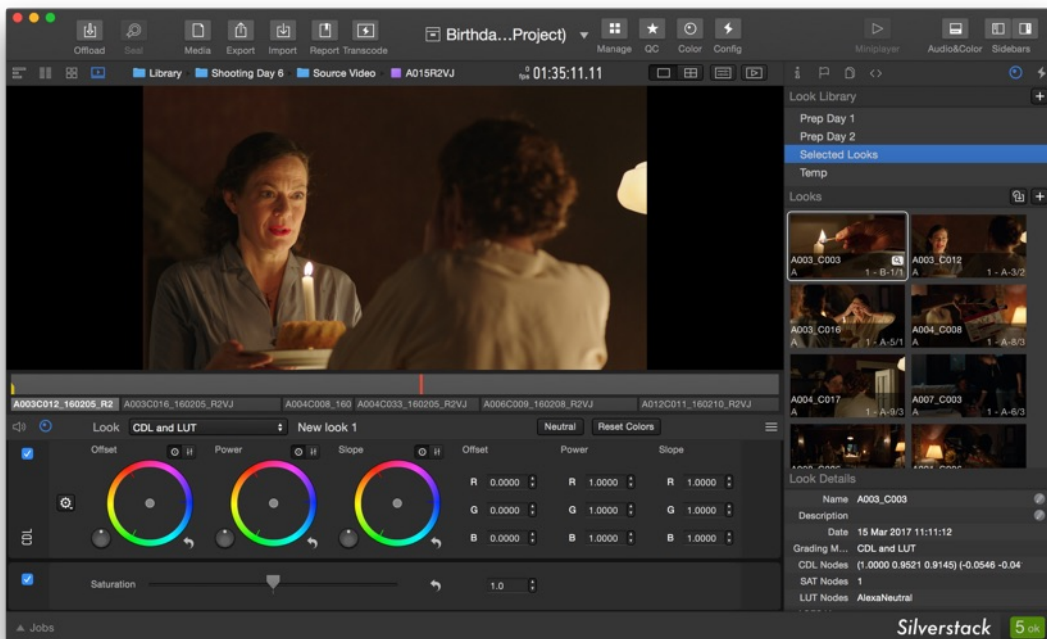 Offload Seal Media Export Import Report Transcode Birthda...Project) Manage QC Color Config Miniplayer Audio&Color Sidebars
Library Shooting Day 6 Source Video A015R2VJ 0 fps 01:35:11.11
Look Library
Prep Day 1
Prep Day 2
Selected Looks
Temp
Looks
A003_C003
A 1 - B-1/1
A003_C012
A 1 - A-3/2
A003_C016
A 1 - A-5/1
A004_C008
A 1 - A-8/3
A004_C017
A 1 - A-9/3
A007_C003
A 1 - A-6/3
A003C012_160205_R2 A003C016_160205_R2VJ A004C008_160 A004C033_160205_R2VJ A006C009_160208_R2VJ A012C011_160210_R2VJ
Look CDL and LUT New look 1 Neutral Reset Colors
CDL
Offset Power Slope Offset Power Slope
R 0.0000 R 1.0000 R 1.0000
G 0.0000 G 1.0000 G 1.0000
B 0.0000 B 1.0000 B 1.0000
Saturation 1.0
Look Details
Name A003_C003
Description
Date 15 Mar 2017 11:11:12
Grading M... CDL and LUT
CDL Nodes (1.0000 0.9521 0.9145) (-0.0546 -0.04
SAT Nodes 1
LUT Nodes AlexaNeutral
Jobs Silverstack 5 ok